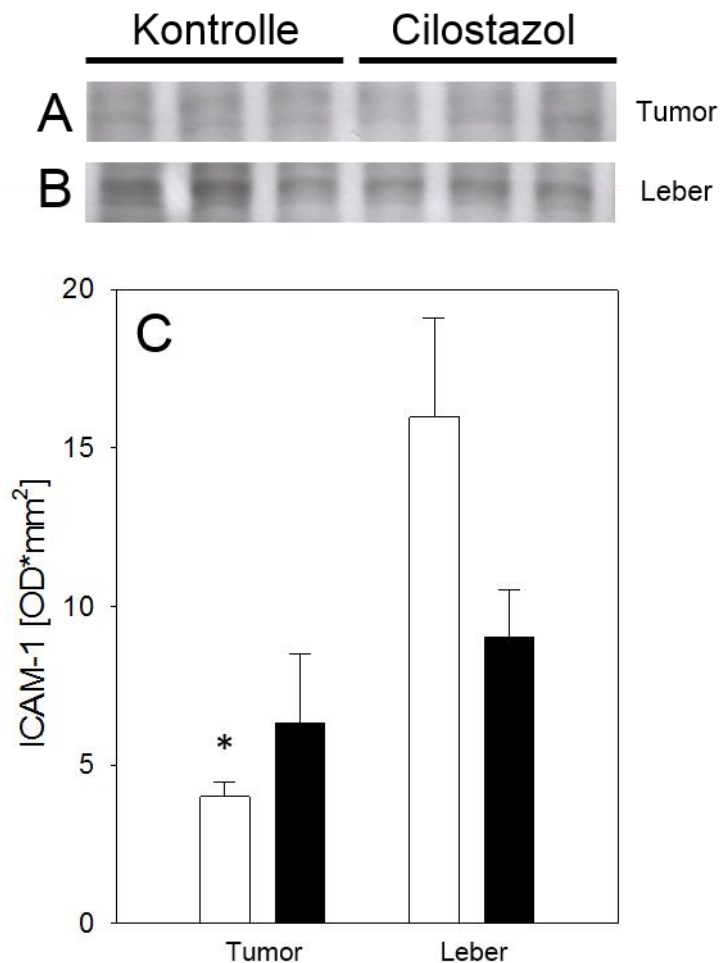 Kontrolle Cilostazol
A Tumor
B Leber
C
20
15
10
5
0
ICAM-1 [OD*mm²]
*
Tumor Leber